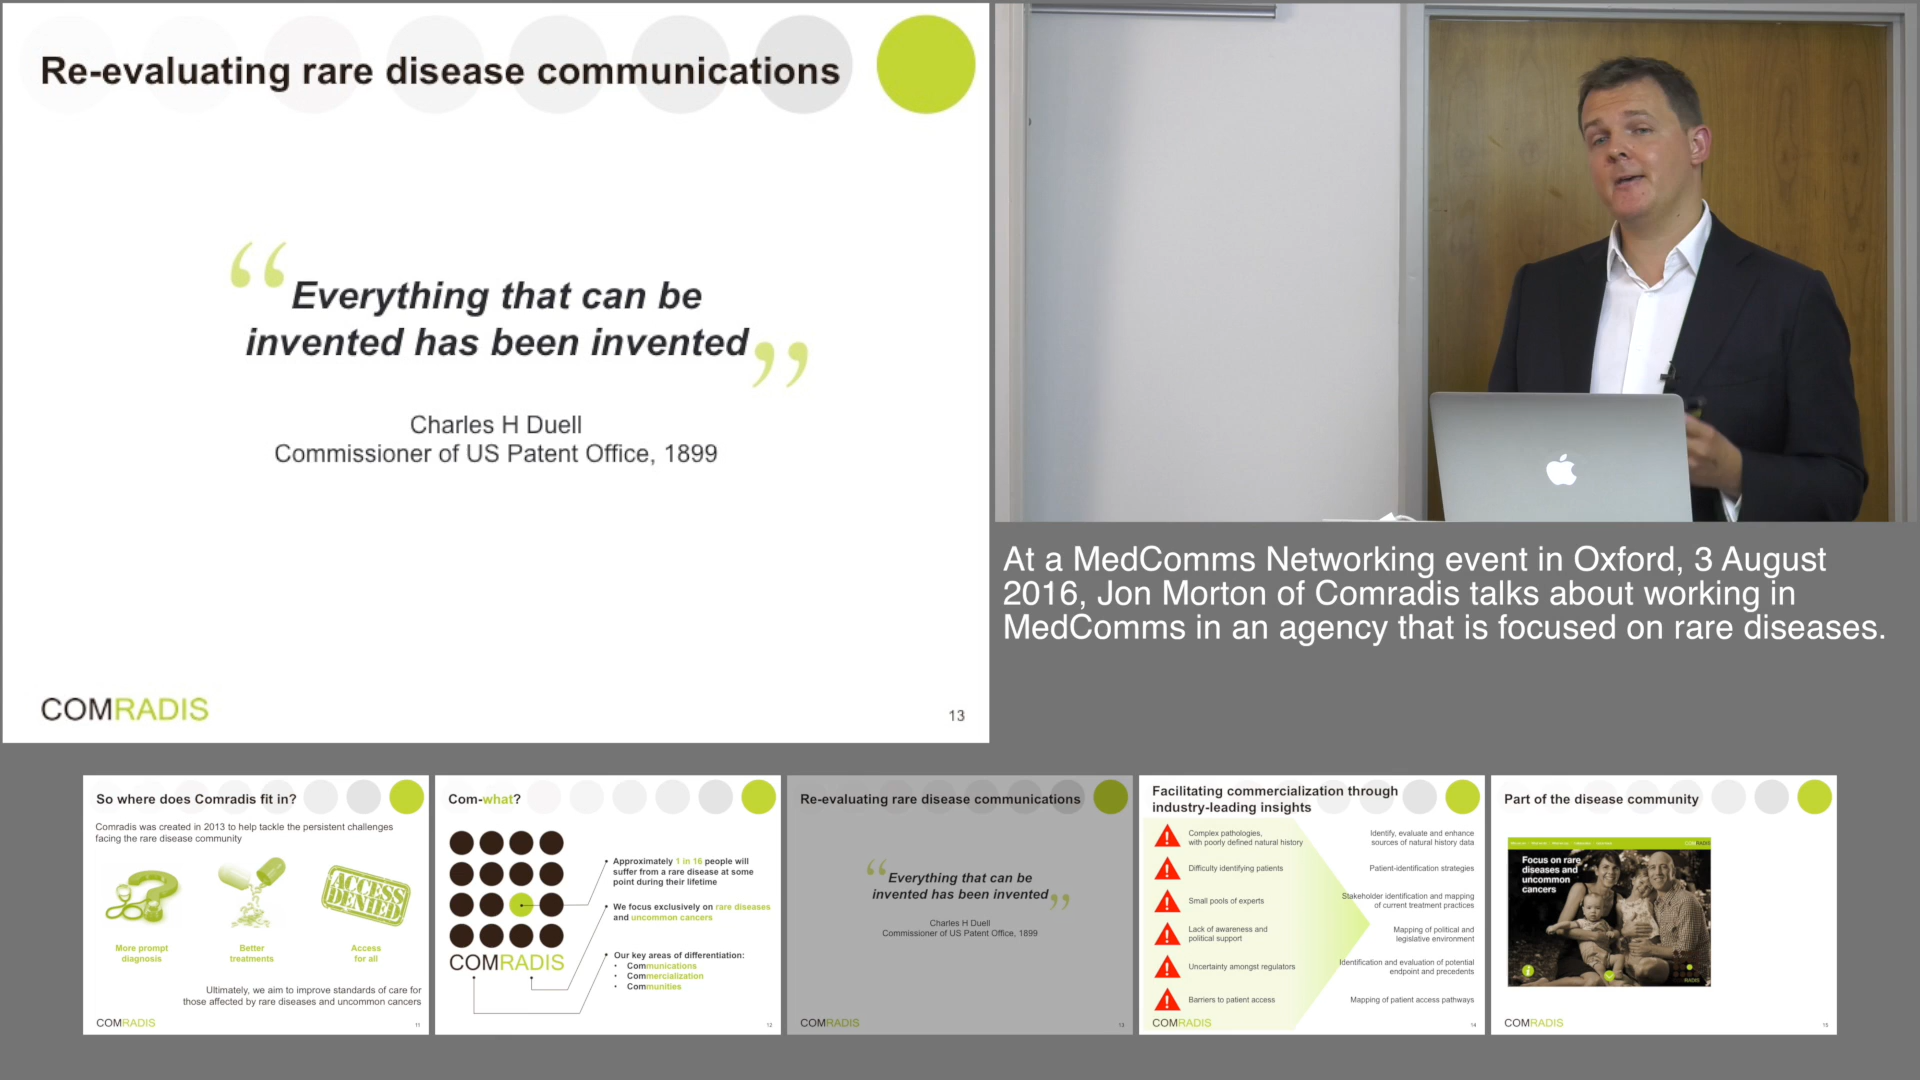 Re-evaluating rare disease communications
“Everything that can be
invented has been invented”
Charles H Duell
Commissioner of US Patent Office, 1899
COMRADIS
13
At a MedComms Networking event in Oxford, 3 August
2016, Jon Morton of Comradis talks about working in
MedComms in an agency that is focused on rare diseases.
So where does Comradis fit in?
Comradis was created in 2013 to help tackle the persistent challenges
facing the rare disease community
ACCESS
DENIED
More prompt
diagnosis
Better
treatments
Access
for all
Ultimately, we aim to improve standards of care for
those affected by rare diseases and uncommon cancers
COMRADIS
11
Com-what?
• Approximately 1 in 16 people will
suffer from a rare disease at some
point during their lifetime
• We focus exclusively on rare diseases
and uncommon cancers
• Our key areas of differentiation:
• Communications
• Commercialization
• Communities
COMRADIS
12
Re-evaluating rare disease communications
“Everything that can be
invented has been invented”
Charles H Duell
Commissioner of US Patent Office, 1899
COMRADIS
13
Facilitating commercialization through
industry-leading insights
Complex pathologies,
with poorly defined natural history
Identify, evaluate and enhance
sources of natural history data
Difficulty identifying patients
Patient-identification strategies
Small pools of experts
Stakeholder identification and mapping
of current treatment practices
Lack of awareness and
political support
Mapping of political and
legislative environment
Uncertainty amongst regulators
Identification and evaluation of potential
endpoint and precedents
Barriers to patient access
Mapping of patient access pathways
COMRADIS
14
Part of the disease community
Focus on rare
diseases and
uncommon
cancers
COMRADIS
15